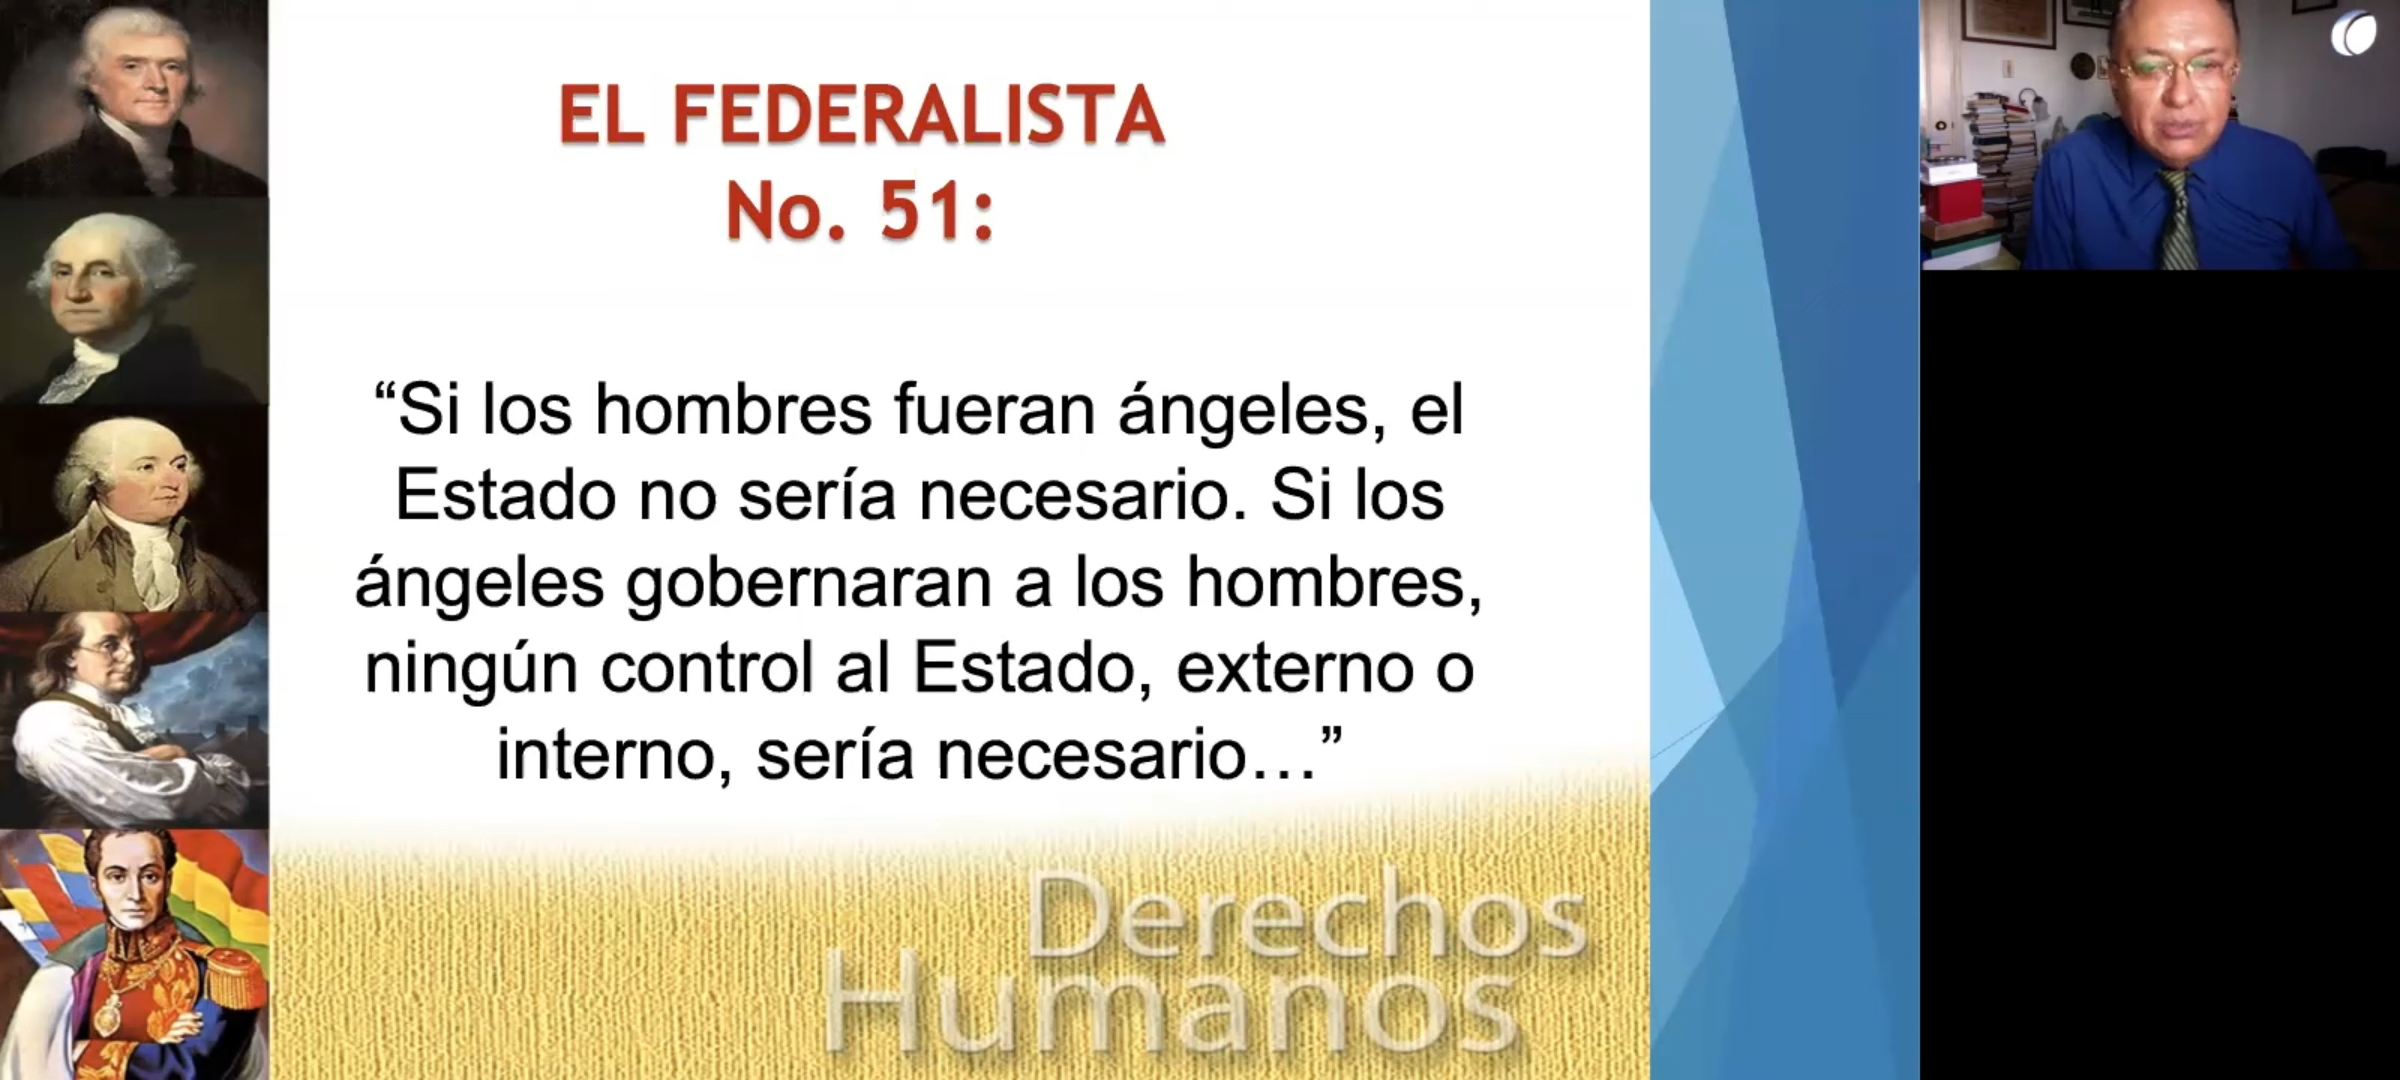 EL FEDERALISTA
No. 51:
“Si los hombres fueran ángeles, el
Estado no sería necesario. Si los
ángeles gobernaran a los hombres,
ningún control al Estado, externo o
interno, sería necesario…”
Derechos
Humanos